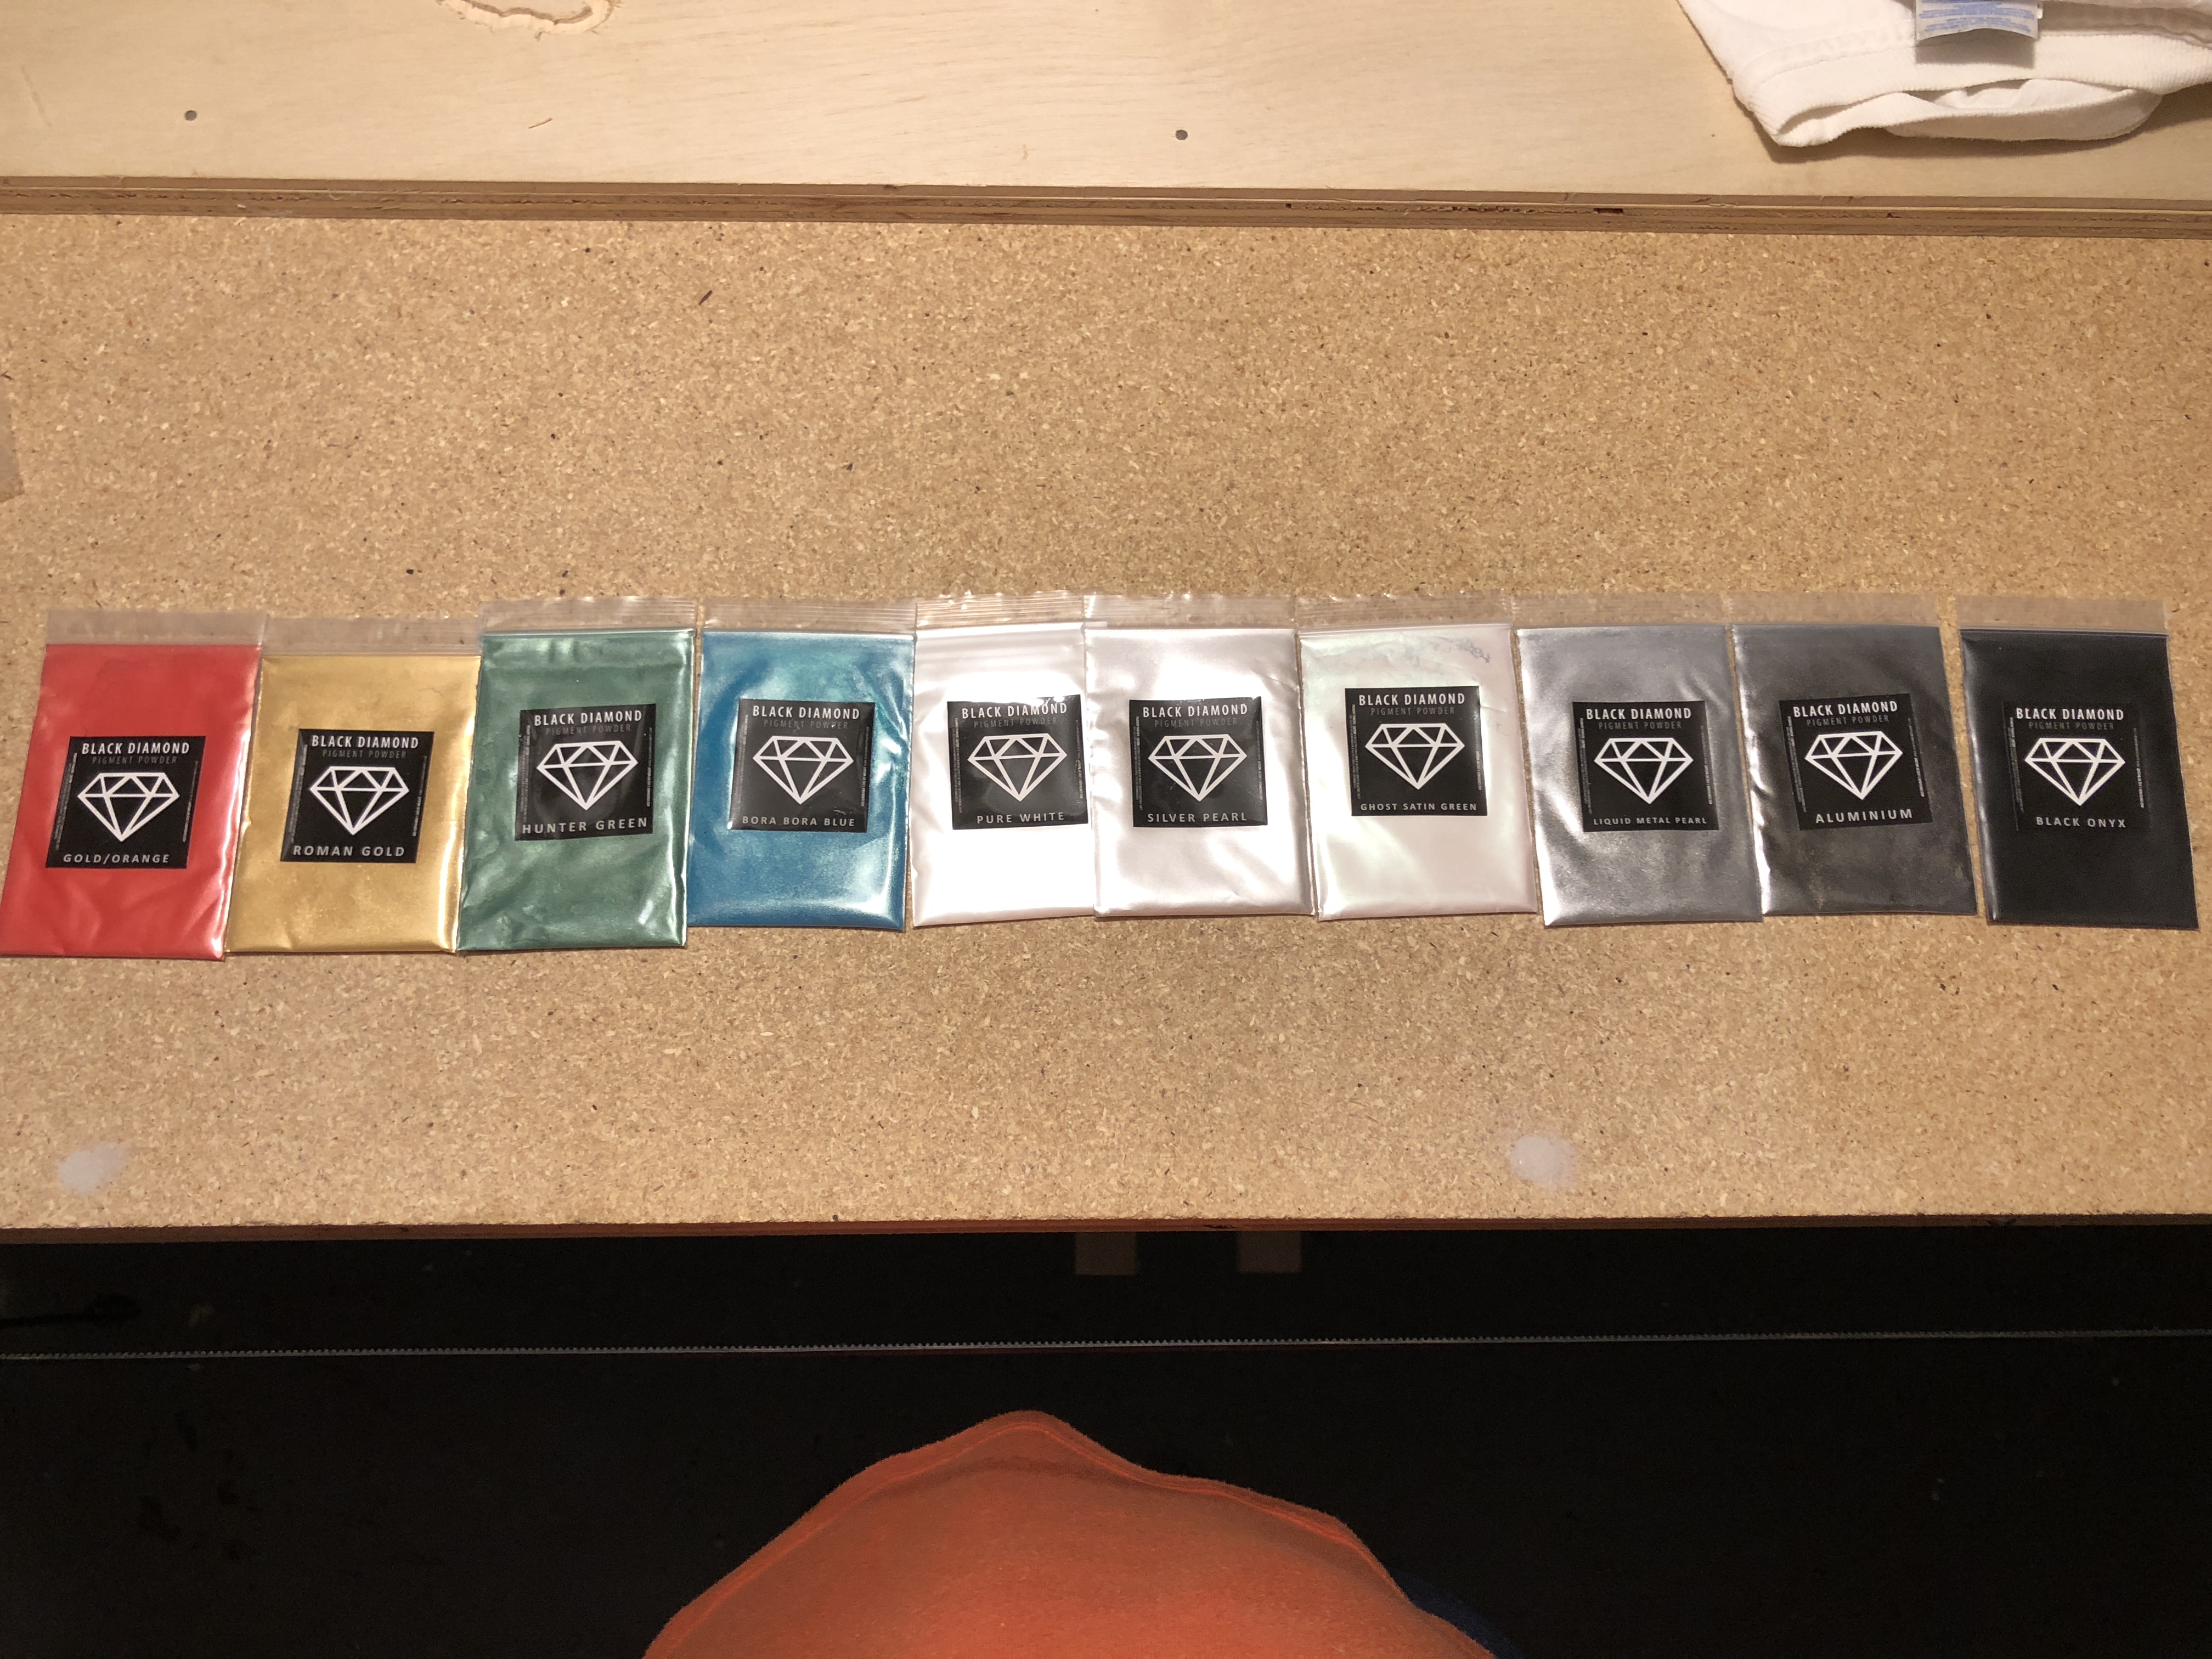 BLACK DIAMOND
PIGMENT POWDER
GOLD/ORANGE
BLACK DIAMOND
PIGMENT POWDER
ROMAN GOLD
BLACK DIAMOND
PIGMENT POWDER
HUNTER GREEN
BLACK DIAMOND
PIGMENT POWDER
BORA BORA BLUE
BLACK DIAMOND
PIGMENT POWDER
PURE WHITE
BLACK DIAMOND
PIGMENT POWDER
SILVER PEARL
BLACK DIAMOND
PIGMENT POWDER
GHOST SATIN GREEN
BLACK DIAMOND
PIGMENT POWDER
LIQUID METAL PEARL
BLACK DIAMOND
PIGMENT POWDER
ALUMINIUM
BLACK DIAMOND
PIGMENT POWDER
BLACK ONYX